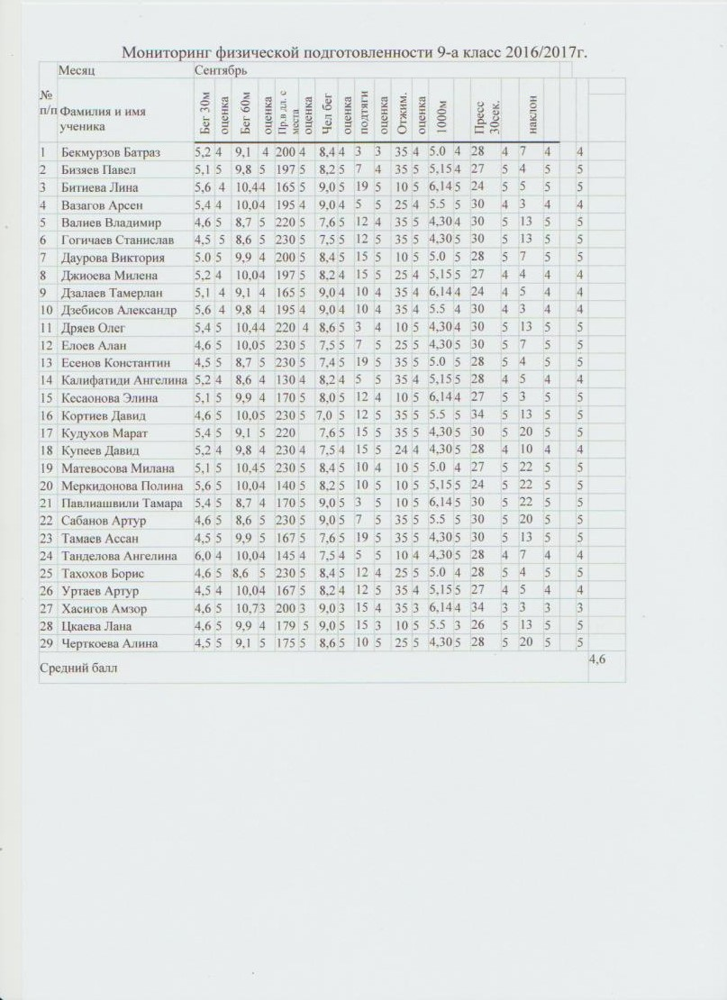 Мониторинг физической подготовленности 9-а класс 2016/2017г.
Месяц Сентябрь
№ п/п Фамилия и имя ученика Бег 30м оценка Бег 60м оценка Пр.в дл. с места оценка Чел бег оценка подтяги оценка Отжим. оценка 1000м Пресс 30сек. наклон
1 Бекмурзов Батраз 5,2 4 9,1 4 200 4 8,4 4 3 3 35 4 5.0 4 28 4 7 4 4
2 Бизяев Павел 5,1 5 9,8 5 197 5 8,2 5 7 4 35 5 5,15 4 27 5 4 5 5
3 Битиева Лина 5,6 4 10,4 4 165 5 9,0 5 19 5 10 5 6,14 5 24 5 5 5 5
4 Вазагов Арсен 5,4 4 10,0 4 195 4 9,0 4 5 5 25 4 5.5 5 30 4 3 4 4
5 Валиев Владимир 4,6 5 8,7 5 220 5 7,6 5 12 4 35 5 4,30 4 30 5 13 5 5
6 Гогичаев Станислав 4,5 5 8,6 5 230 5 7,5 5 12 5 35 5 4,30 5 30 5 13 5 5
7 Даурова Виктория 5.0 5 9,9 4 200 5 8,4 5 15 5 10 5 5.0 5 28 5 7 5 5
8 Джиоева Милена 5,2 4 10,0 4 197 5 8,2 4 15 5 25 4 5,15 5 27 4 4 4 4
9 Дзалаев Тамерлан 5,1 4 9,1 4 165 5 9,0 4 10 4 35 4 6,14 4 24 4 5 4 4
10 Дзебисов Александр 5,6 4 9,8 4 195 4 9,0 4 10 4 35 4 5.5 4 30 4 3 4 4
11 Дряев Олег 5,4 5 10,4 4 220 4 8,6 5 3 4 10 5 4,30 4 30 5 13 5 5
12 Елоев Алан 4,6 5 10,0 5 230 5 7,5 5 7 5 25 5 4,30 5 30 5 7 5 5
13 Есенов Константин 4,5 5 8,7 5 230 5 7,4 5 19 5 35 5 5.0 5 28 5 4 5 5
14 Калифатиди Ангелина 5,2 4 8,6 4 130 4 8,2 4 5 5 35 4 5,15 5 28 4 5 4 4
15 Кесаонова Элина 5,1 5 9,9 4 170 5 8,0 5 12 4 10 5 6,14 4 27 5 3 5 5
16 Кортиев Давид 4,6 5 10,0 5 230 5 7,0 5 12 5 35 5 5.5 5 34 5 13 5 5
17 Кудухов Марат 5,4 5 9,1 5 220 7,6 5 15 5 35 5 4,30 5 30 5 20 5 5
18 Купеев Давид 5,2 4 9,8 4 230 4 7,5 4 15 5 24 4 4,30 5 28 4 10 4 4
19 Матевосова Милана 5,1 5 10,4 5 230 5 8,4 5 10 4 10 5 5.0 4 27 5 22 5 5
20 Меркидонова Полина 5,6 5 10,0 4 140 5 8,2 5 10 5 10 5 5,15 5 24 5 22 5 5
21 Павлиашвили Тамара 5,4 5 8,7 4 170 5 9,0 5 3 5 10 5 6,14 5 30 5 22 5 5
22 Сабанов Артур 4,6 5 8,6 5 230 5 9,0 5 7 5 35 5 5.5 5 30 5 20 5 5
23 Тамаев Ассан 4,5 5 9,9 5 167 5 7,6 5 19 5 35 5 4,30 5 30 5 13 5 5
24 Танделова Ангелина 6,0 4 10,0 4 145 4 7,5 4 5 5 10 4 4,30 5 28 4 7 4 4
25 Тахохов Борис 4,6 5 8,6 5 230 5 8,4 5 12 4 25 5 5.0 4 28 5 4 5 5
26 Уртаев Артур 4,5 4 10,0 4 167 5 8,2 4 12 5 35 4 5,15 5 27 4 5 4 4
27 Хасигов Амзор 4,6 5 10,7 3 200 3 9,0 3 15 4 35 3 6,14 4 34 3 3 3 3
28 Цкаева Лана 4,6 5 9,9 4 179 5 9,0 5 15 3 10 5 5.5 3 26 5 13 5 5
29 Черткоева Алина 4,5 5 9,1 5 175 5 8,6 5 10 5 25 5 4,30 5 28 5 20 5 5
Средний балл 4,6